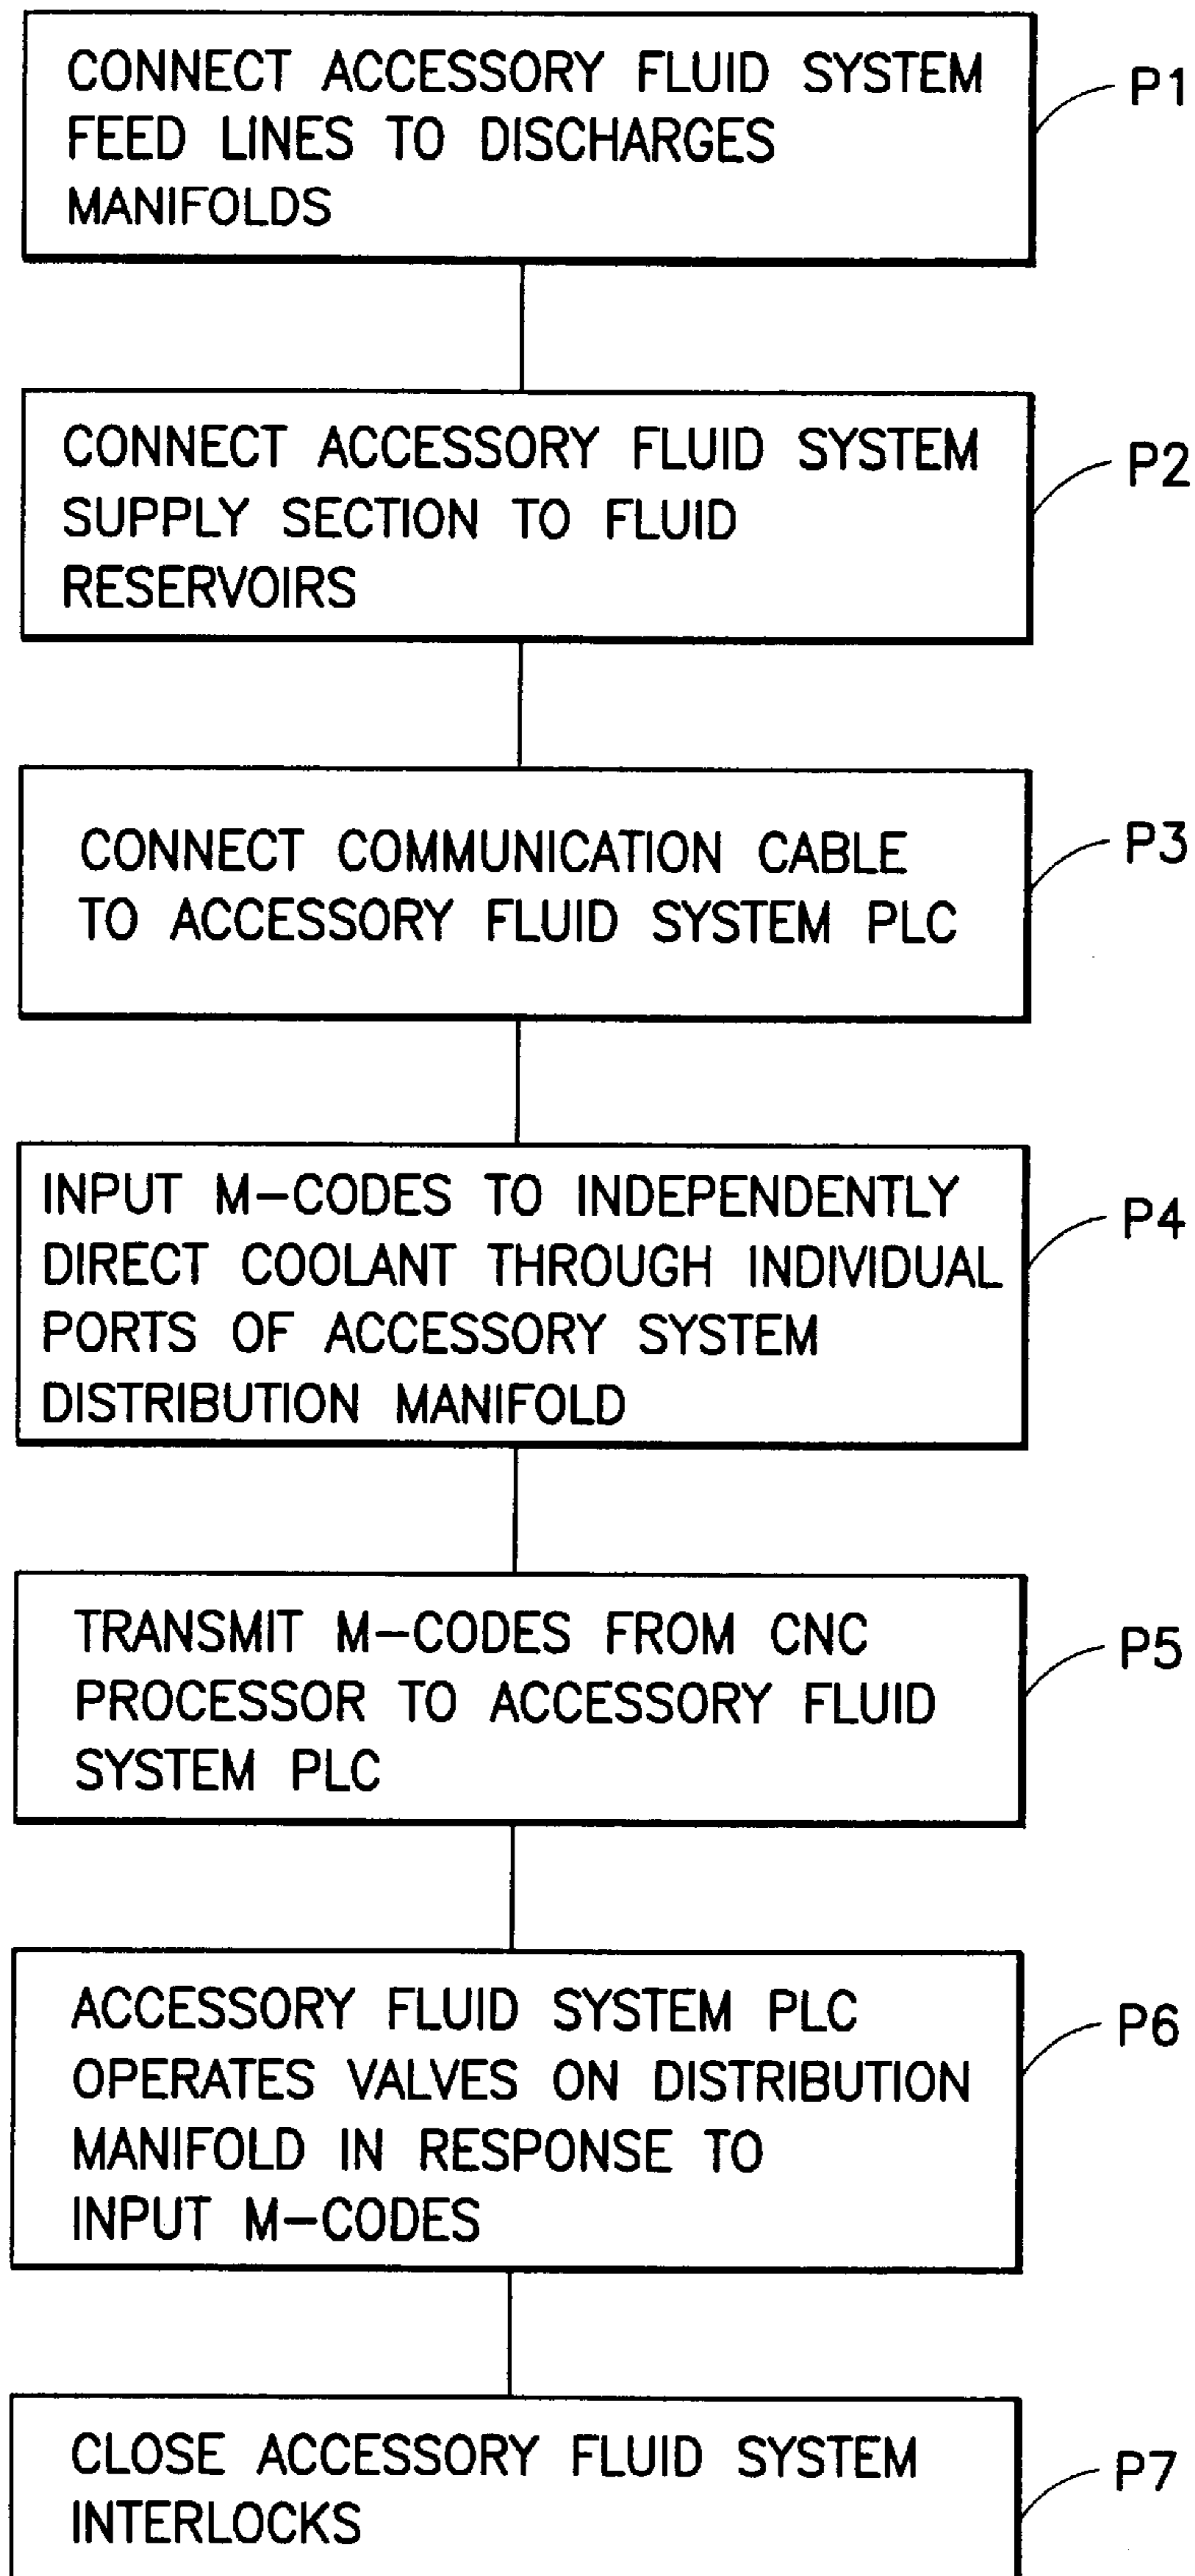 CONNECT ACCESSORY FLUID SYSTEM
FEED LINES TO DISCHARGES
MANIFOLDS
P1
CONNECT ACCESSORY FLUID SYSTEM
SUPPLY SECTION TO FLUID
RESERVOIRS
P2
CONNECT COMMUNICATION CABLE
TO ACCESSORY FLUID SYSTEM PLC
P3
INPUT M-CODES TO INDEPENDENTLY
DIRECT COOLANT THROUGH INDIVIDUAL
PORTS OF ACCESSORY SYSTEM
DISTRIBUTION MANIFOLD
P4
TRANSMIT M-CODES FROM CNC
PROCESSOR TO ACCESSORY FLUID
SYSTEM PLC
P5
ACCESSORY FLUID SYSTEM PLC
OPERATES VALVES ON DISTRIBUTION
MANIFOLD IN RESPONSE TO
INPUT M-CODES
P6
CLOSE ACCESSORY FLUID SYSTEM
INTERLOCKS
P7